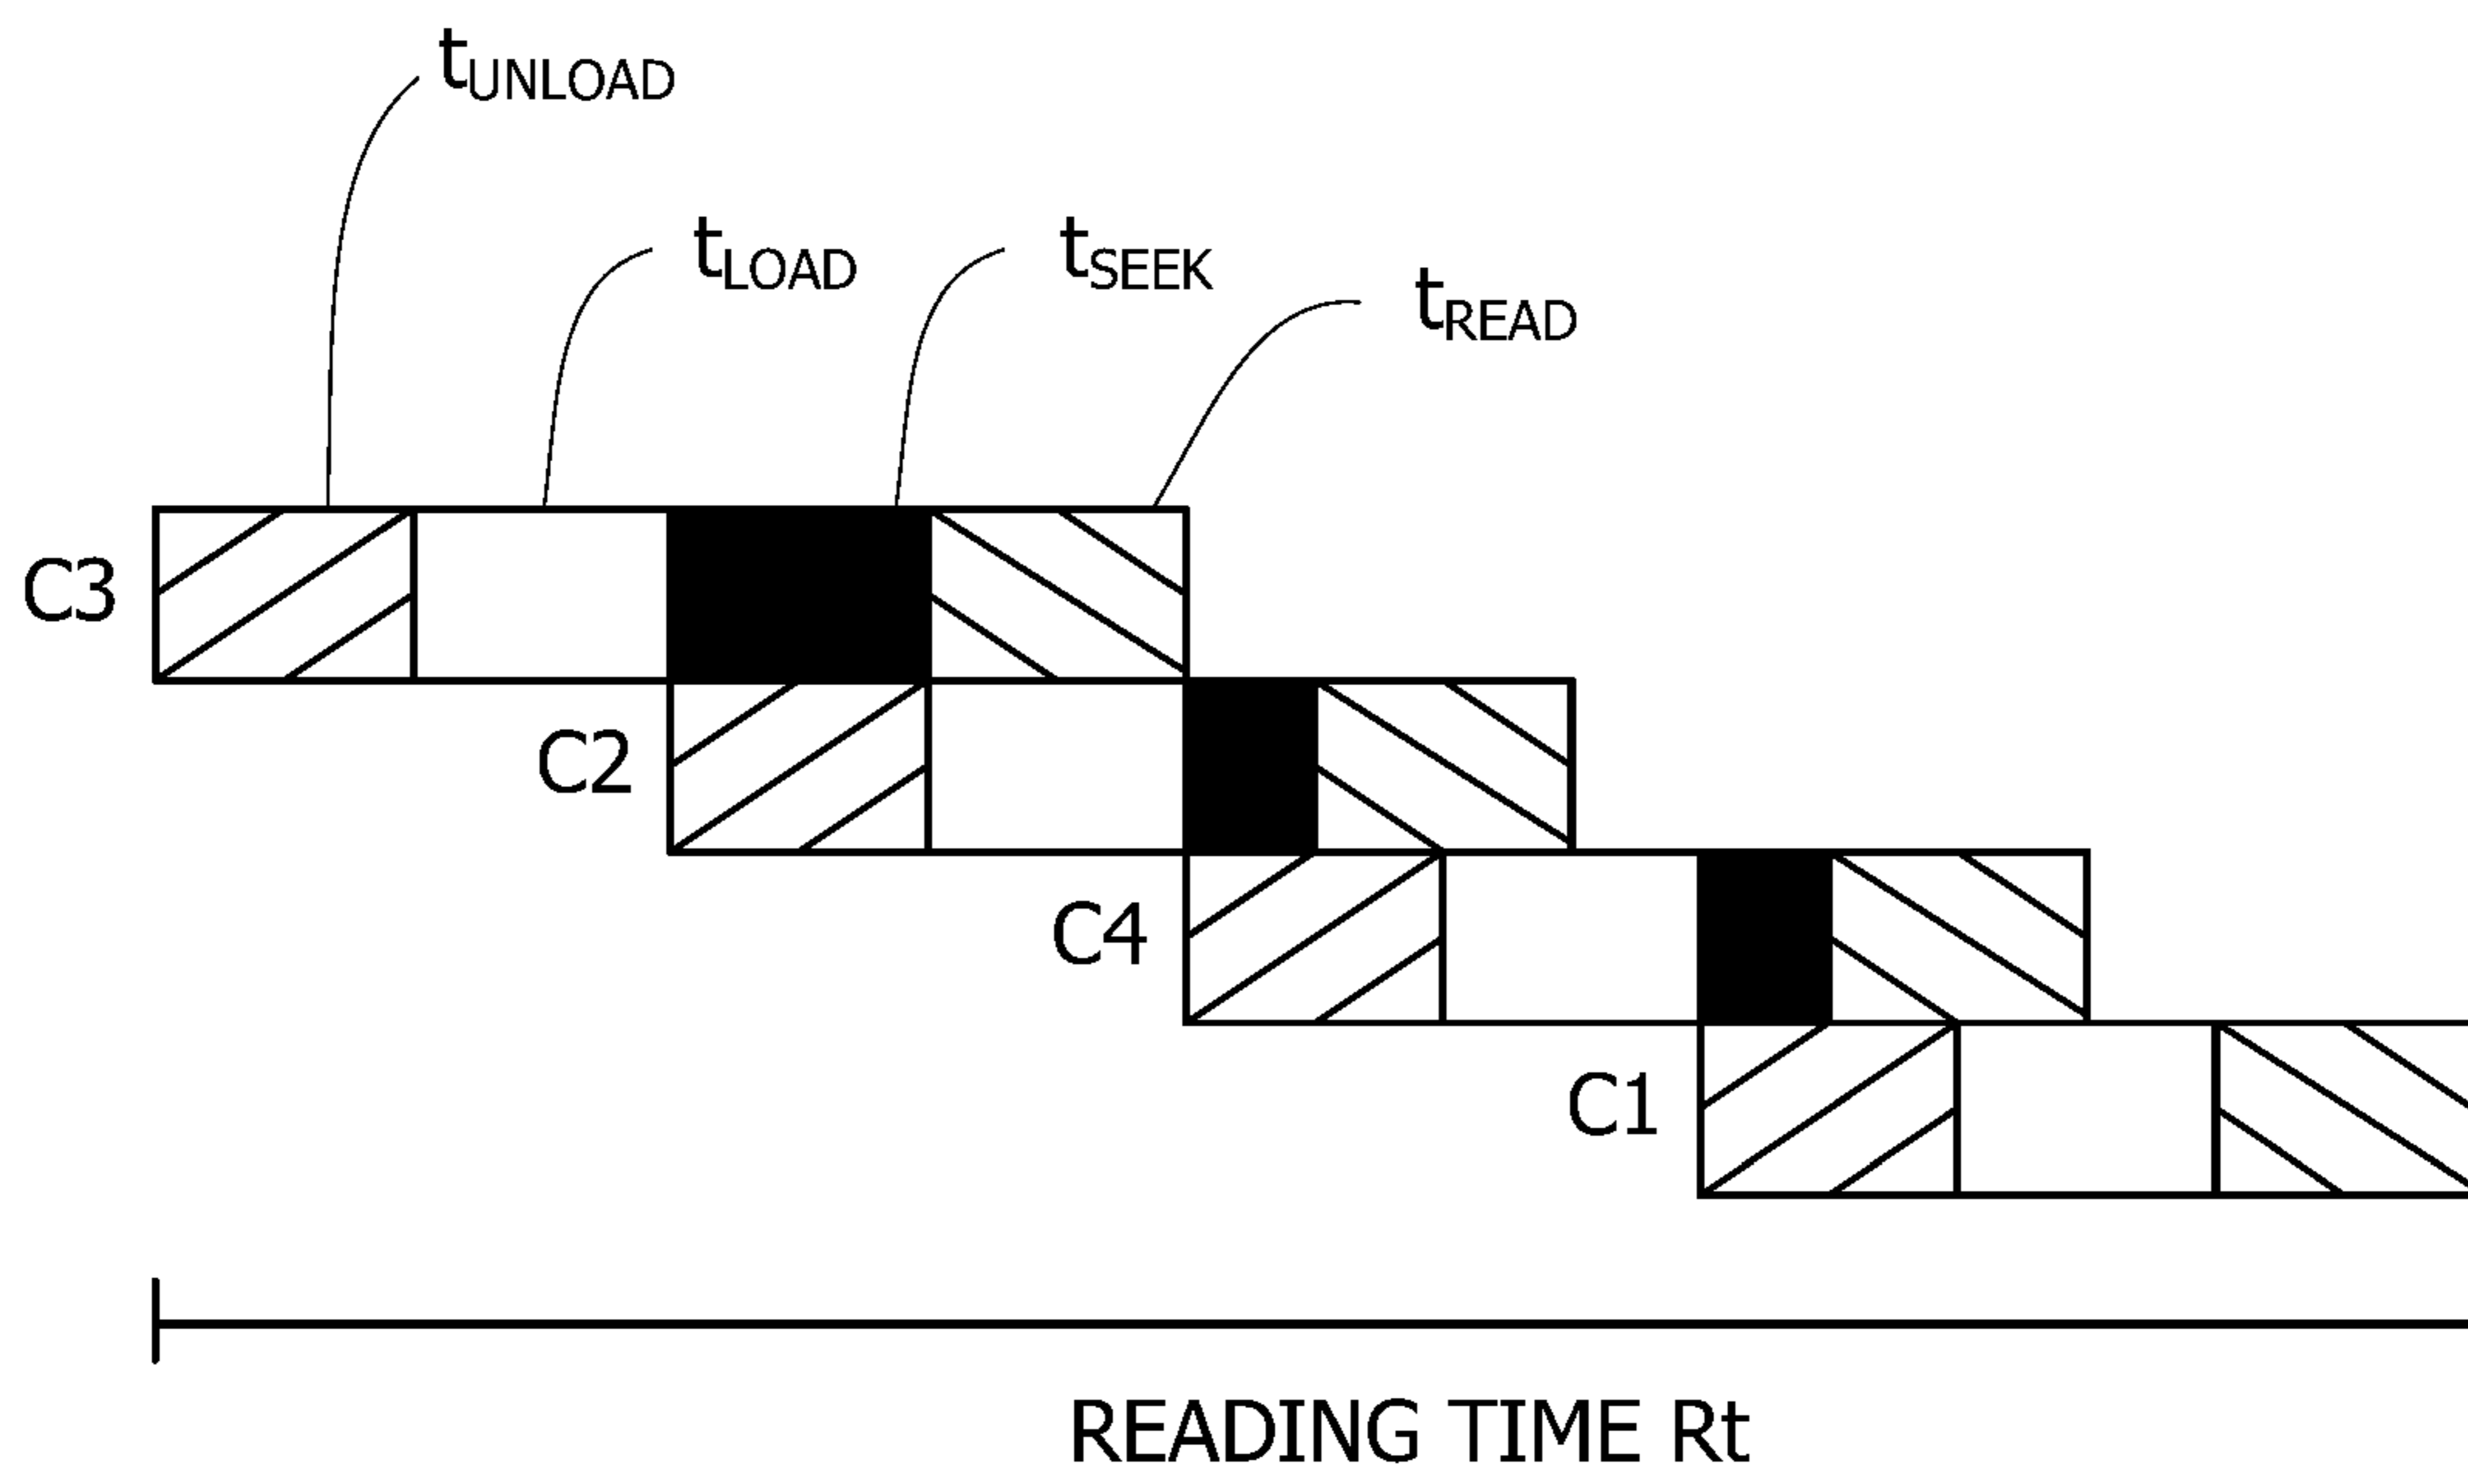 tUNLOAD
tLOAD
tSEEK
tREAD
C3
C2
C4
C1
READING TIME Rt